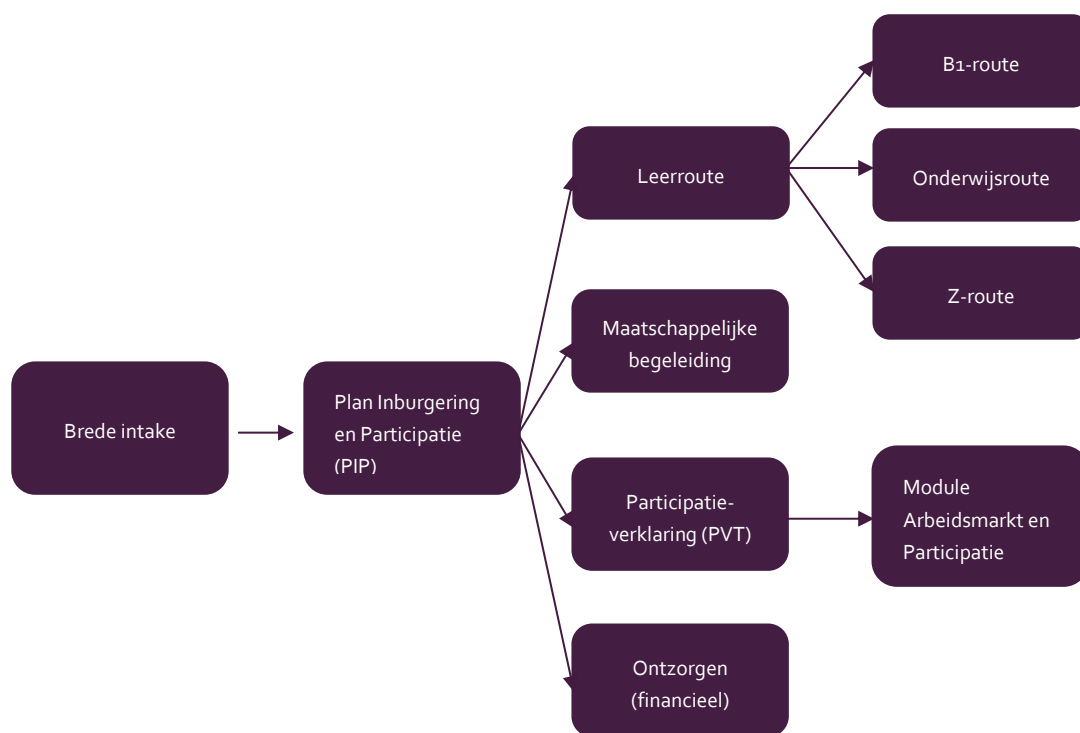 Brede intake
Plan Inburgering
en Participatie
(PIP)
Leerroute
Maatschappelijke
begeleiding
Participatie-
verklaring (PVT)
Ontzorgen
(financieel)
B1-route
Onderwijsroute
Z-route
Module
Arbeidsmarkt en
Participatie